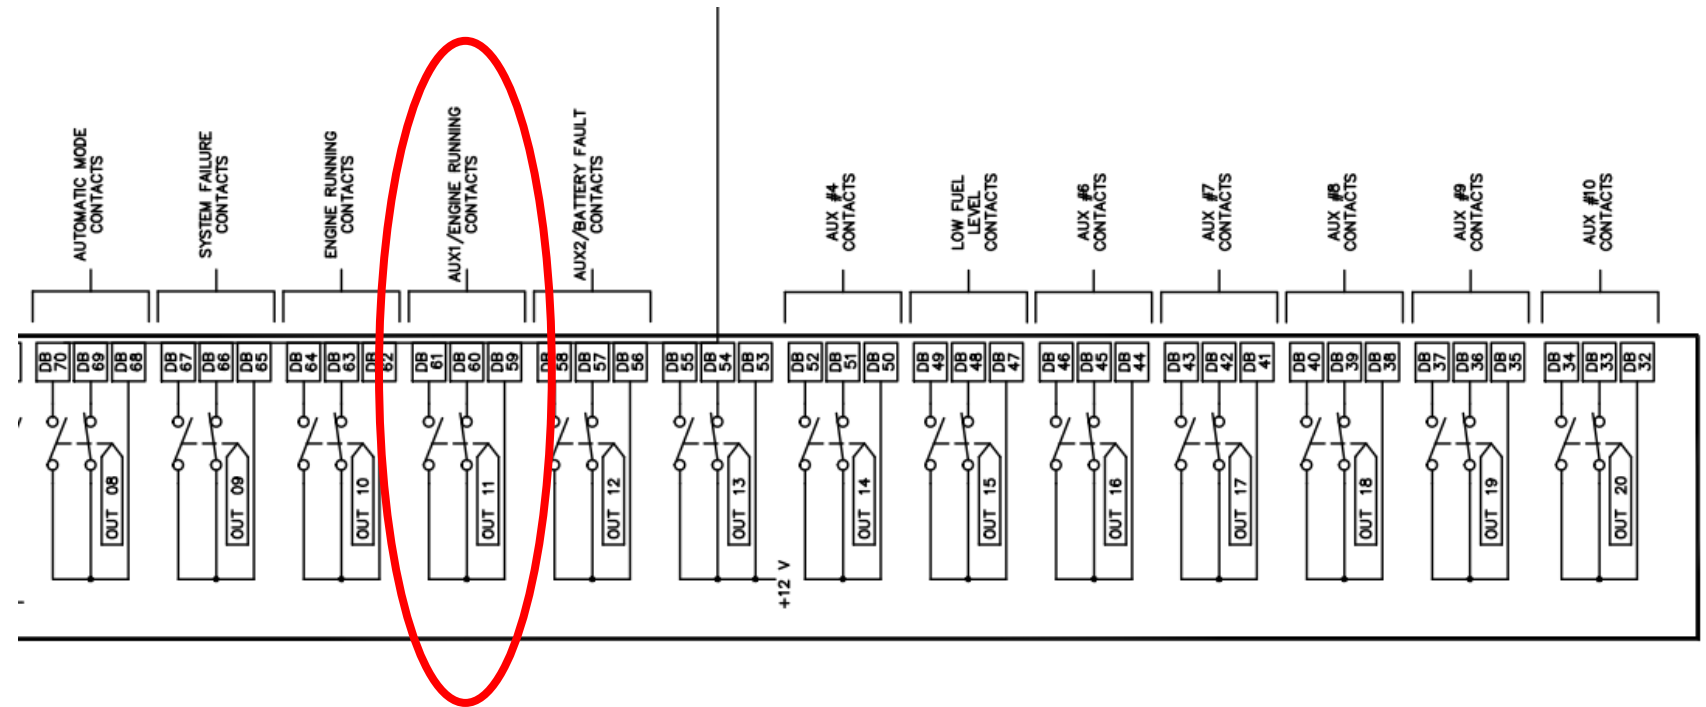 AUTOMATIC MODE
CONTACTS
SYSTEM FAILURE
CONTACTS
ENGINE RUNNING
CONTACTS
AUX1/ENGINE RUNNING
CONTACTS
AUX2/BATTERY FAULT
CONTACTS
AUX #4
CONTACTS
LOW FUEL
LEVEL
CONTACTS
AUX #6
CONTACTS
AUX #7
CONTACTS
AUX #8
CONTACTS
AUX #9
CONTACTS
AUX #10
CONTACTS
DB 70
DB 69
DB 68
DB 67
DB 66
DB 65
DB 64
DB 63
DB 62
DB 61
DB 60
DB 59
DB 58
DB 57
DB 56
DB 55
DB 54
DB 53
DB 52
DB 51
DB 50
DB 49
DB 48
DB 47
DB 46
DB 45
DB 44
DB 43
DB 42
DB 41
DB 40
DB 39
DB 38
DB 37
DB 36
DB 35
DB 34
DB 33
DB 32
OUT 08
OUT 09
OUT 10
OUT 11
OUT 12
OUT 13
OUT 14
OUT 15
OUT 16
OUT 17
OUT 18
OUT 19
OUT 20
+12 V